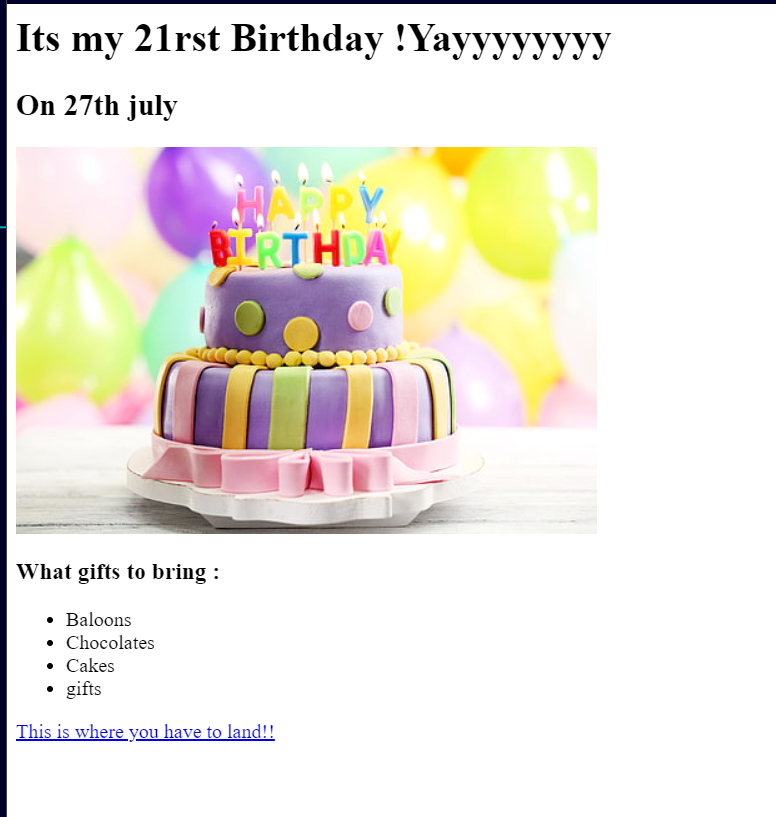 Its my 21rst Birthday !Yayyyyyyyy
On 27th july
HAPPY
BIRTHDAY
What gifts to bring :
Baloons
Chocolates
Cakes
gifts
This is where you have to land!!